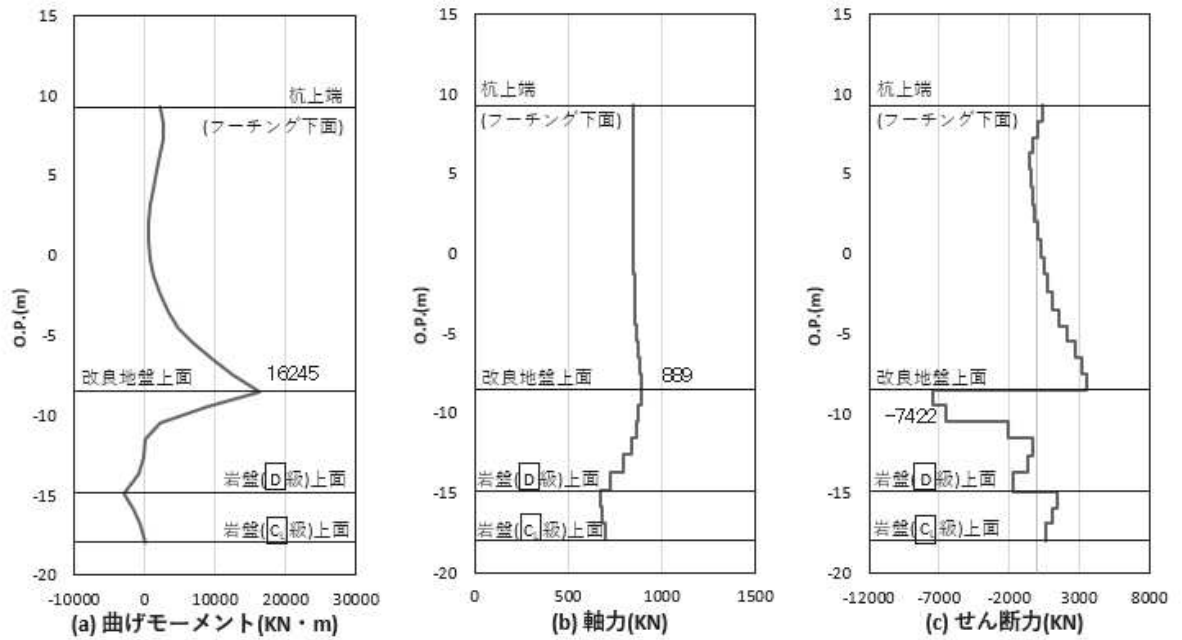 15
10
5
0
-5
-10
-15
-20
O.P.(m)
杭上端
(フーチング下面)
改良地盤上面
16245
岩盤(D級)上面
岩盤(CL級)上面
-10000 0 10000 20000 30000
(a) 曲げモーメント(KN・m)
15
10
5
0
-5
-10
-15
-20
O.P.(m)
杭上端
(フーチング下面)
改良地盤上面
889
岩盤(D級)上面
岩盤(CL級)上面
0 500 1000 1500
(b) 軸力(KN)
15
10
5
0
-5
-10
-15
-20
O.P.(m)
杭上端
(フーチング下面)
改良地盤上面
-7422
岩盤(D級)上面
岩盤(CL級)上面
-12000 -7000 -2000 3000 8000
(c) せん断力(KN)